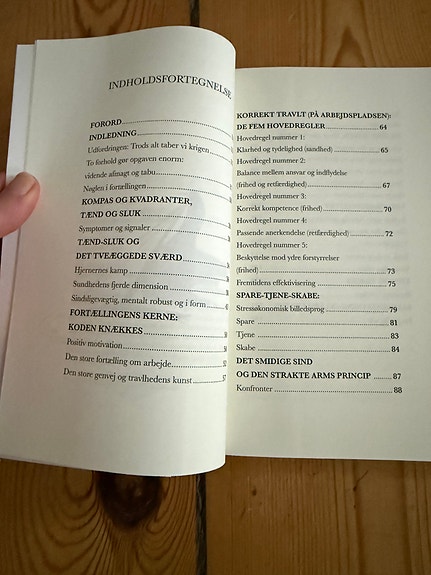 INDHOLDSFORTEGNELSE
FORORD
INDLEDNING
Udfordringen: Trods alt taber vi krigen
To forhold gør opgaven enorm:
vidende afmagt og tabu
Nøglen i fortællingen
KOMPAS OG KVADRANTER,
TÆND OG SLUK
Symptomer og signaler
TÆND-SLUK OG
DET TVEÆGGEDE SVÆRD
Hjernernes kamp
Sundhedens fjerde dimension
Sindsligevægtig, mentalt robust og i form
FORTÆLLINGENS KERNE:
KODEN KNÆKKES
Positiv motivation
Den store fortælling om arbejde
Den store genvej og travlhedens kunst
KORREKT TRAVLT (PÅ ARBEJDSPLADSEN):
DE FEM HOVEDREGLER 64
Hovedregel nummer 1:
Klarhed og tydelighed (sandhed) 65
Hovedregel nummer 2:
Balance mellem ansvar og indflydelse
(frihed og retfærdighed) 67
Hovedregel nummer 3:
Korrekt kompetence (frihed) 70
Hovedregel nummer 4:
Passende anerkendelse (retfærdighed) 72
Hovedregel nummer 5:
Beskyttelse mod ydre forstyrrelser
(frihed) 73
Fremtidens effektivisering 75
SPARE-TJENE-SKABE:
Stressøkonomisk billedsprog 79
Spare 81
Tjene 83
Skabe 84
DET SMIDIGE SIND
OG DEN STRAKTE ARMS PRINCIP 87
Konfronter 88